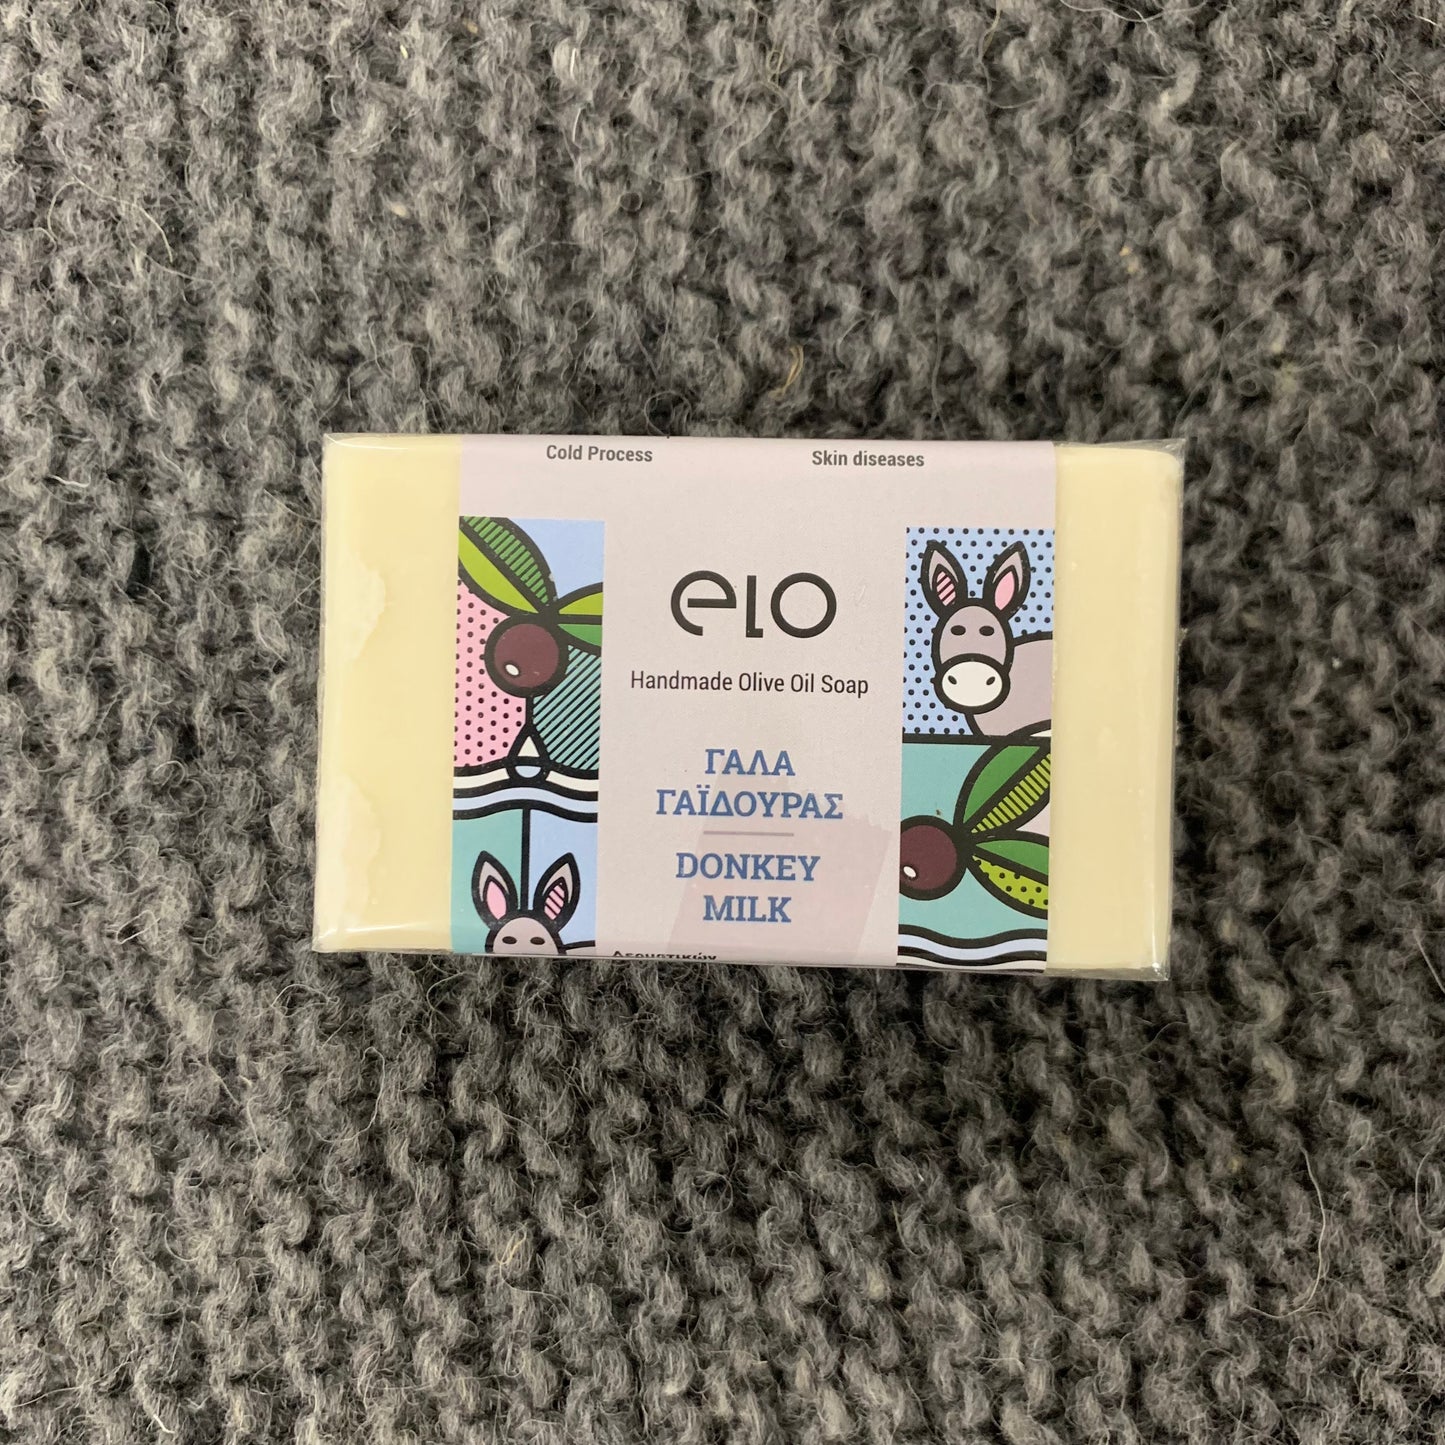 Cold Process
Skin diseases
elo
Handmade Olive Oil Soap
ΓΑΛΑ
ΓΑΪΔΟΥΡΑΣ
DONKEY
MILK